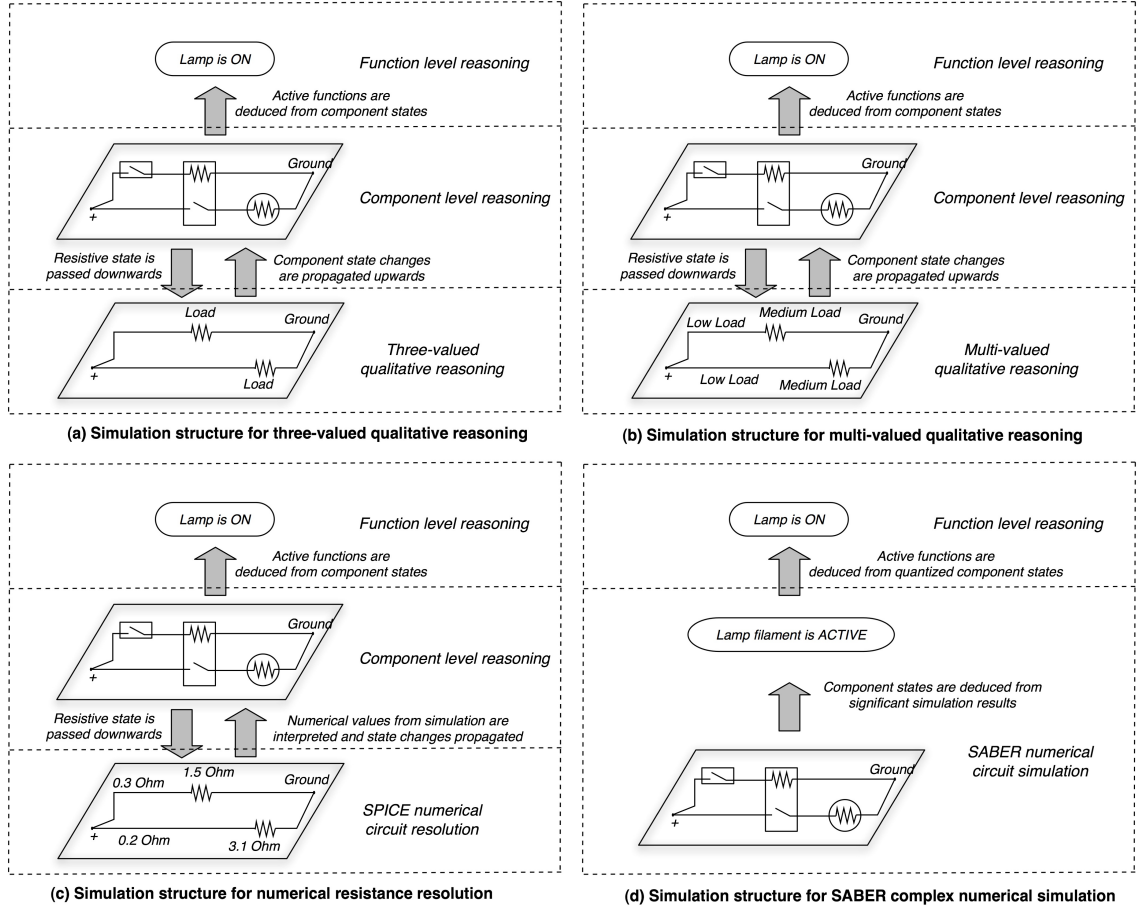 Lamp is ON
Function level reasoning
Active functions are
deduced from component states
Ground
+
Component level reasoning
Resistive state is
passed downwards
Component state changes
are propagated upwards
Load
Ground
+
Load
Three-valued
qualitative reasoning
(a) Simulation structure for three-valued qualitative reasoning
Lamp is ON
Function level reasoning
Active functions are
deduced from component states
Ground
+
Component level reasoning
Resistive state is
passed downwards
Component state changes
are propagated upwards
Medium Load
Low Load
Ground
+
Low Load
Medium Load
Multi-valued
qualitative reasoning
(b) Simulation structure for multi-valued qualitative reasoning
Lamp is ON
Function level reasoning
Active functions are
deduced from component states
Ground
+
Component level reasoning
Resistive state is
passed downwards
Numerical values from simulation are
interpreted and state changes propagated
1.5 Ohm
0.3 Ohm
Ground
+
0.2 Ohm
3.1 Ohm
SPICE numerical
circuit resolution
(c) Simulation structure for numerical resistance resolution
Lamp is ON
Function level reasoning
Active functions are
deduced from quantized component states
Lamp filament is ACTIVE
Component states are deduced from
significant simulation results
SABER numerical
circuit simulation
Ground
+
(d) Simulation structure for SABER complex numerical simulation